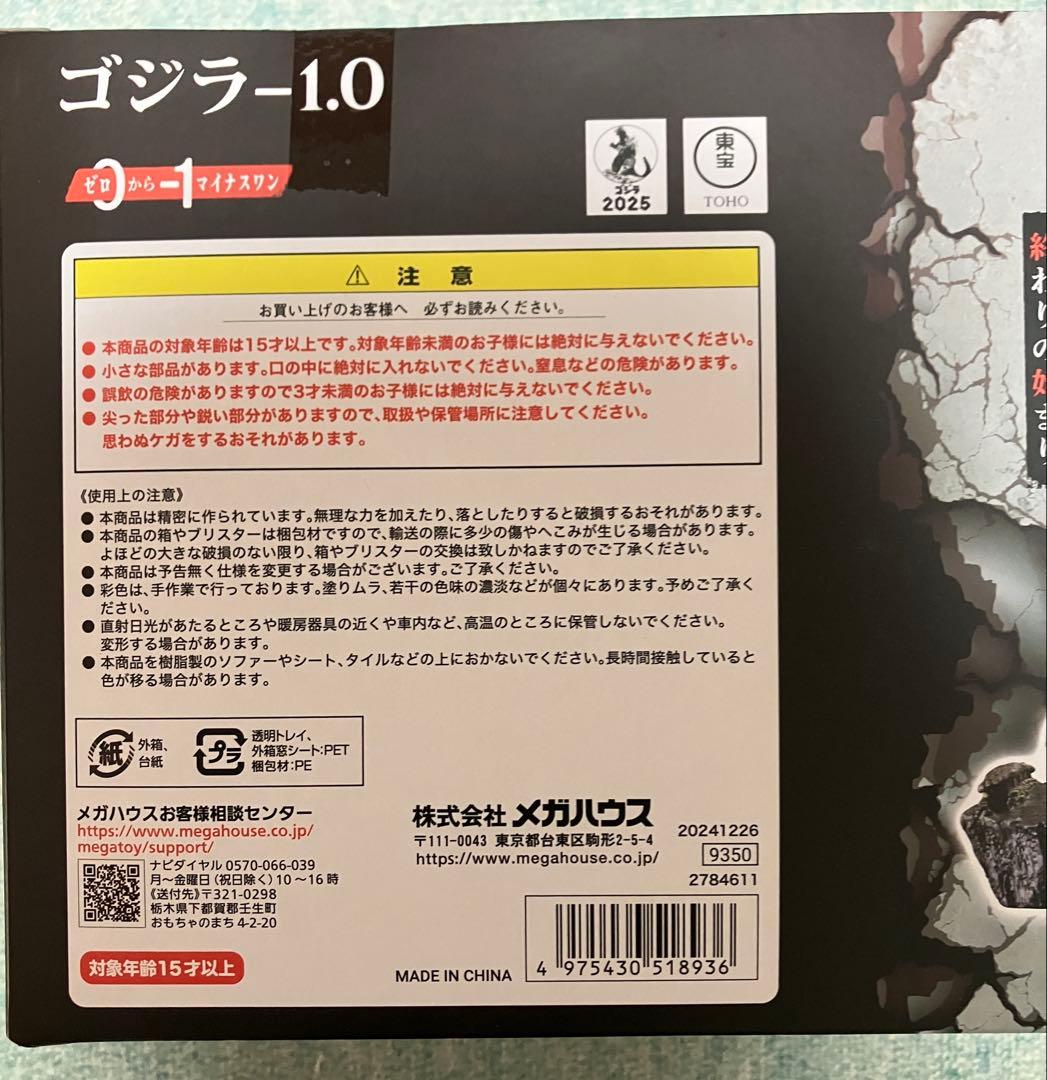 ゴジラ-1.0
ゼロ0から-1マイナスワン
ゴジラ
2025
東宝
TOHO
終わりの始まり
⚠ 注意
お買い上げのお客様へ 必ずお読みください。
● 本商品の対象年齢は15才以上です。対象年齢未満のお子様には絶対に与えないでください。
● 小さな部品があります。口の中に絶対に入れないでください。窒息などの危険があります。
● 誤飲の危険がありますので3才未満のお子様には絶対に与えないでください。
● 尖った部分や鋭い部分がありますので、取扱や保管場所に注意してください。
思わぬケガをするおそれがあります。
《使用上の注意》
● 本商品は精密に作られています。無理な力を加えたり、落としたりすると破損するおそれがあります。
● 本商品の箱やブリスターは梱包材ですので、輸送の際に多少の傷やへこみが生じる場合があります。
よほどの大きな破損のない限り、箱やブリスターの交換は致しかねますのでご了承ください。
● 本商品は予告無く仕様を変更する場合がございます。ご了承ください。
● 彩色は、手作業で行っております。塗りムラ、若干の色味の濃淡などが個々にあります。予めご了承く
ださい。
● 直射日光があたるところや暖房器具の近くや車内など、高温のところに保管しないでください。
変形する場合があります。
● 本商品を樹脂製のソファーやシート、タイルなどの上におかないでください。長時間接触していると
色が移る場合があります。
紙
外箱、
台紙
プラ
透明トレイ、
外箱窓シート:PET
梱包材:PE
メガハウスお客様相談センター
https://www.megahouse.co.jp/
megatoy/support/
ナビダイヤル 0570-066-039
月～金曜日(祝日除く)10～16時
《送付先》〒321-0298
栃木県下都賀郡壬生町
おもちゃのまち4-2-20
株式会社 メガハウス
〒111-0043 東京都台東区駒形2-5-4
https://www.megahouse.co.jp/
20241226
9350
2784611
対象年齢15才以上
MADE IN CHINA
4 975430 518936